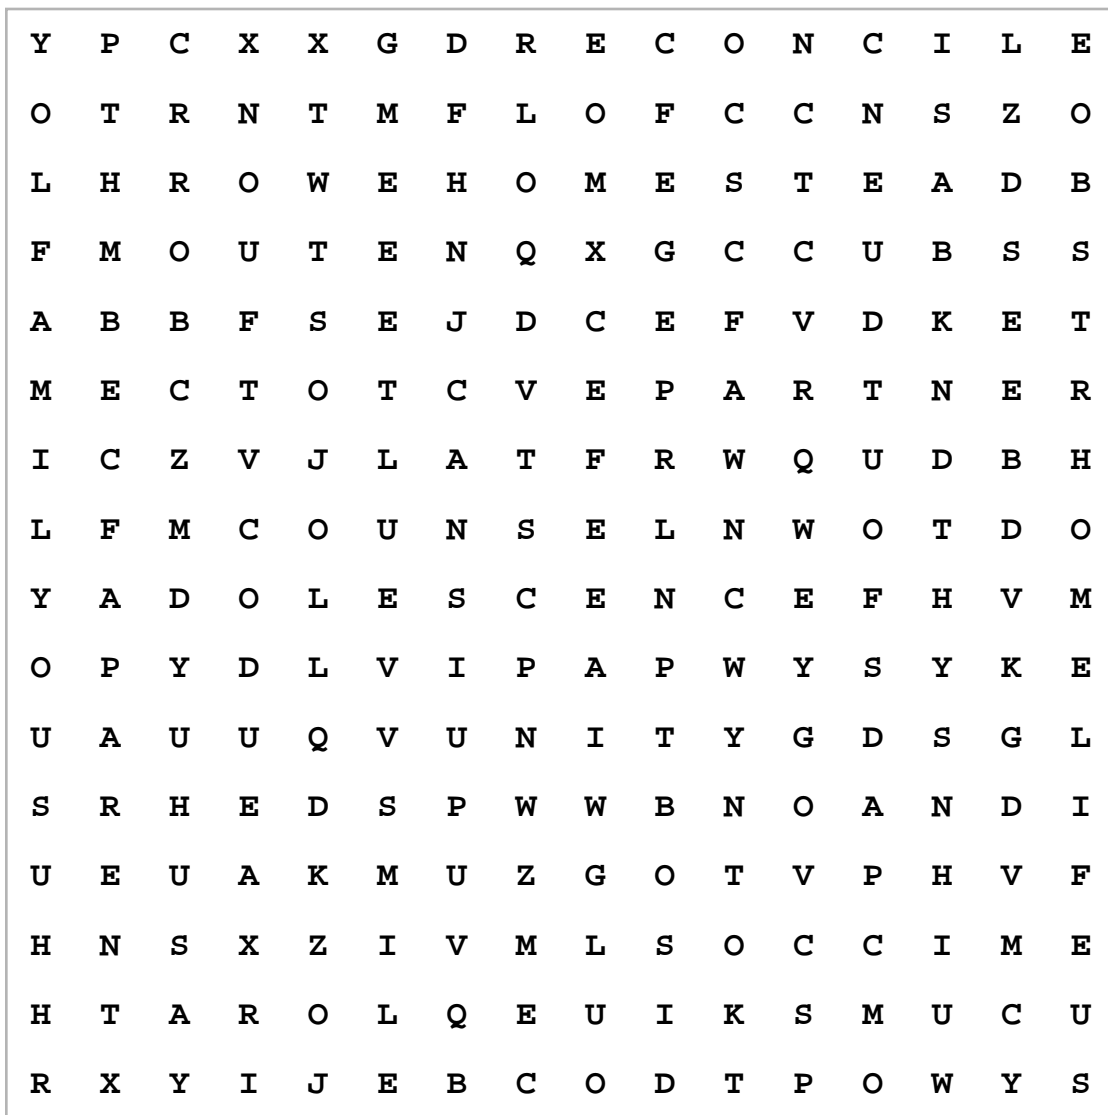 Y P C X X G D R E C O N C I L E
O T R N T M F L O F C C N S Z O
L H R O W E H O M E S T E A D B
F M O U T E N Q X G C C U B S S
A B B F S E J D C E F V D K E T
M E C T O T C V E P A R T N E R
I C Z V J L A T F R W Q U D B H
L F M C O U N S E L N W O T D O
Y A D O L E S C E N C E F H V M
O P Y D L V I P A P W Y S Y K E
U A U U Q V U N I T Y G D S G L
S R H E D S P W W B N O A N D I
U E U A K M U Z G O T V P H V F
H N S X Z I V M L S O C C I M E
H T A R O L Q E U I K S M U C U
R X Y I J E B C O D T P O W Y S